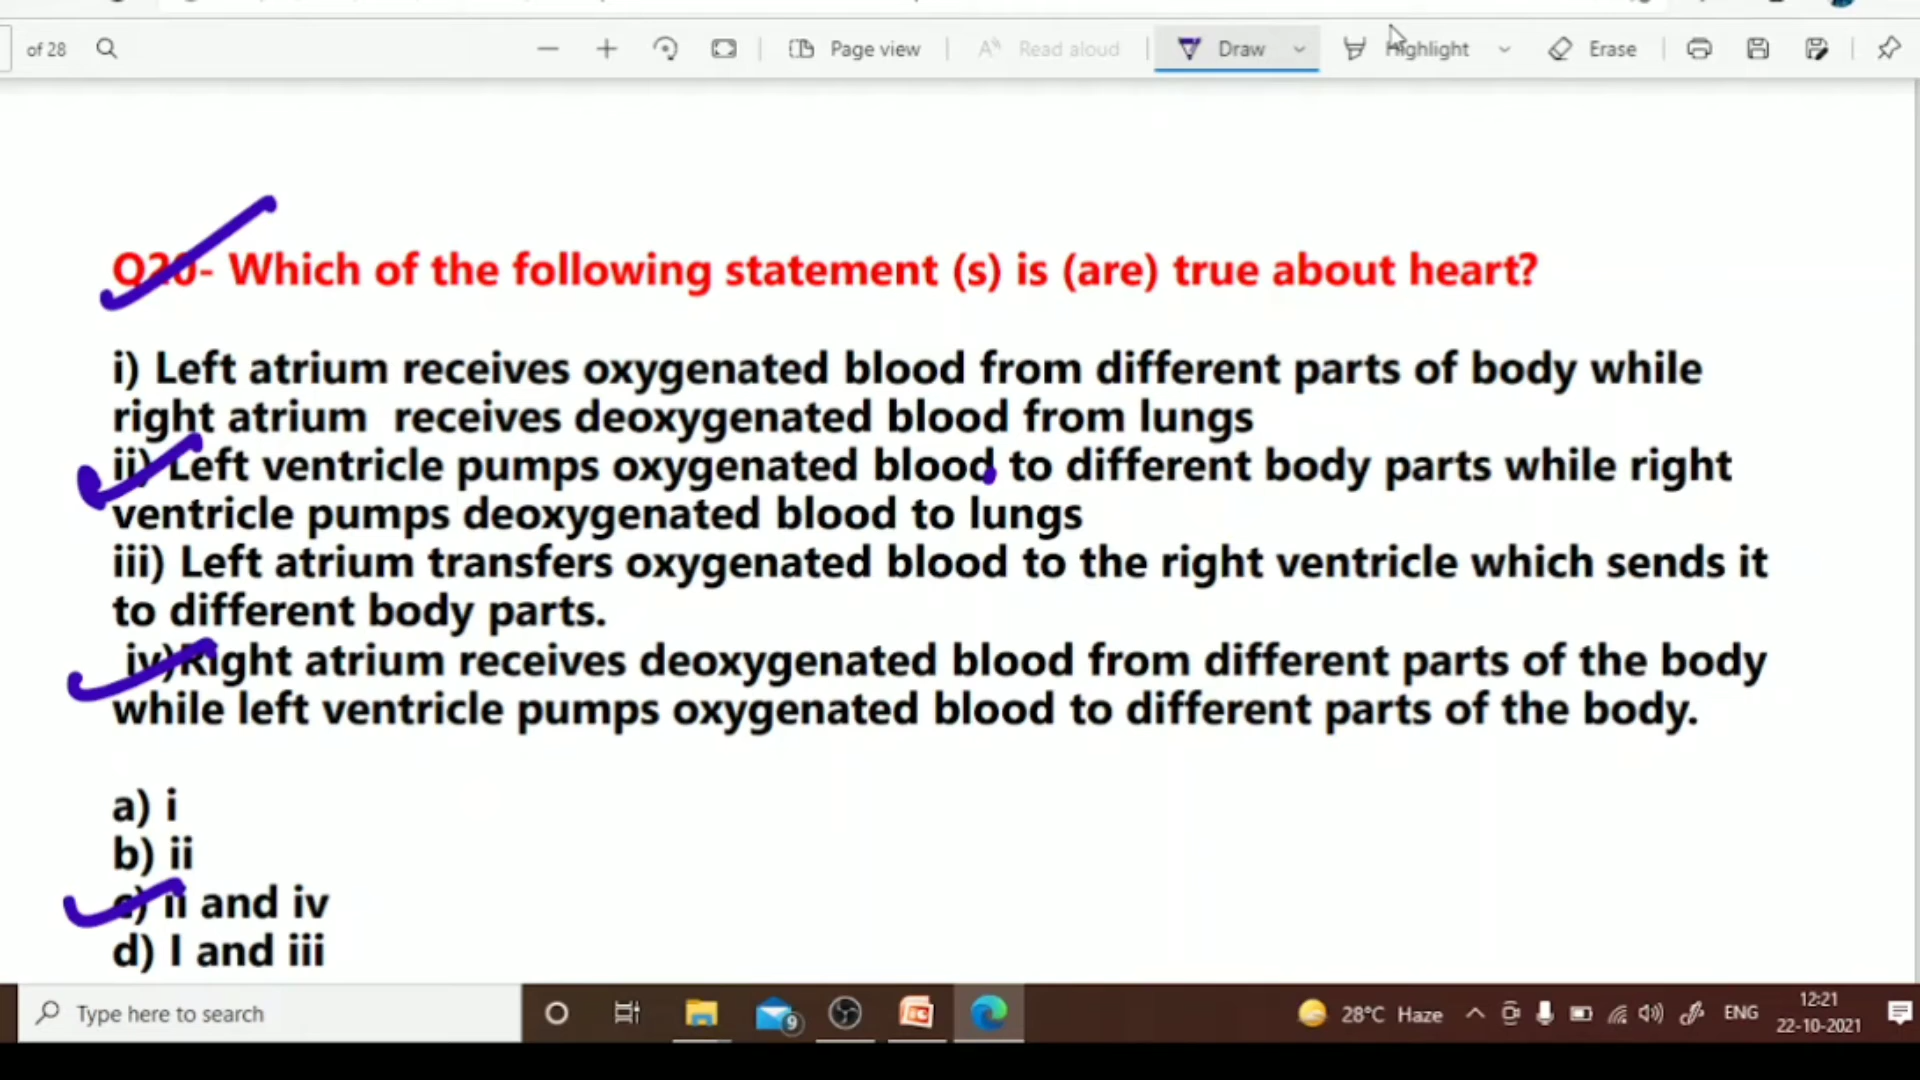 of 28
Page view
Read aloud
Draw
Highlight
Erase
Q20- Which of the following statement (s) is (are) true about heart?
i) Left atrium receives oxygenated blood from different parts of body while
right atrium receives deoxygenated blood from lungs
ii) Left ventricle pumps oxygenated blood to different body parts while right
ventricle pumps deoxygenated blood to lungs
iii) Left atrium transfers oxygenated blood to the right ventricle which sends it
to different body parts.
iv)Right atrium receives deoxygenated blood from different parts of the body
while left ventricle pumps oxygenated blood to different parts of the body.
a) i
b) ii
c) ii and iv
d) I and iii
Type here to search
9
28°C Haze
ENG
12:21
22-10-2021